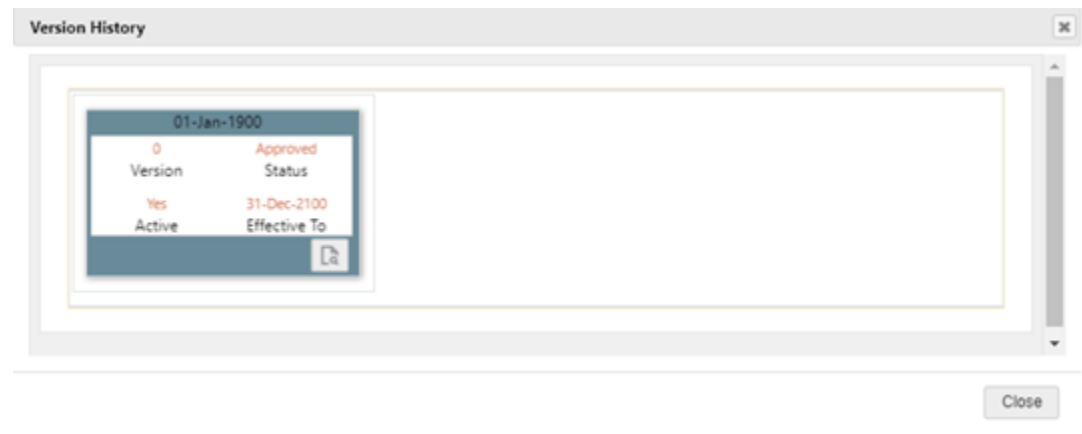 Version History
01-Jan-1900
0 Approved
Version Status
Yes 31-Dec-2100
Active Effective To
Close